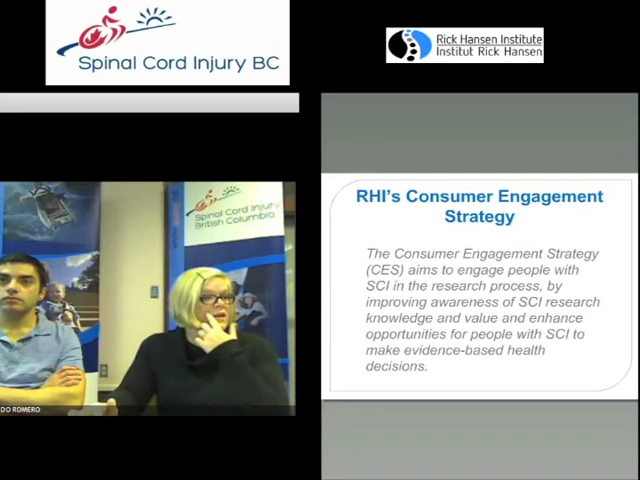 Spinal Cord Injury BC
Rick Hansen Institute
Institut Rick Hansen
Spinal Cord Injury
British Columbia
DO ROMERO
RHI's Consumer Engagement
Strategy
The Consumer Engagement Strategy
(CES) aims to engage people with
SCI in the research process, by
improving awareness of SCI research
knowledge and value and enhance
opportunities for people with SCI to
make evidence-based health
decisions.